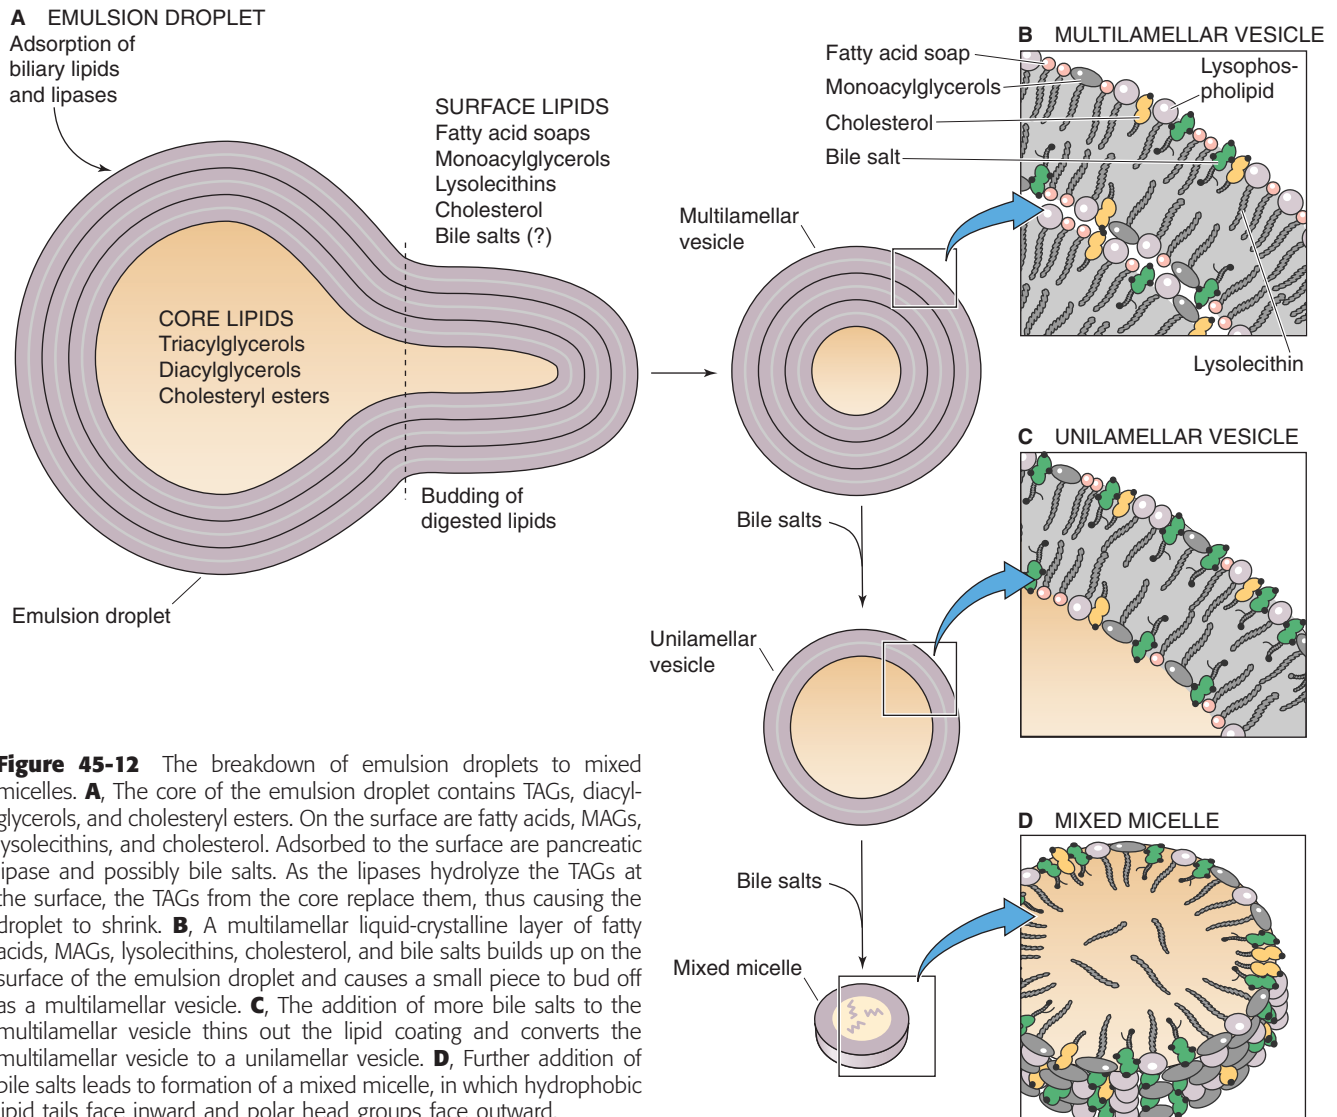 A EMULSION DROPLET
Adsorption of
biliary lipids
and lipases
SURFACE LIPIDS
Fatty acid soaps
Monoacylglycerols
Lysolecithins
Cholesterol
Bile salts (?)
CORE LIPIDS
Triacylglycerols
Diacylglycerols
Cholesteryl esters
Budding of
digested lipids
Emulsion droplet
Multilamellar
vesicle
B MULTILAMELLAR VESICLE
Fatty acid soap
Monoacylglycerols
Cholesterol
Bile salt
Lysophos-
pholipid
Lysolecithin
Bile salts
C UNILAMELLAR VESICLE
Unilamellar
vesicle
Bile salts
D MIXED MICELLE
Mixed micelle
Figure 45-12 The breakdown of emulsion droplets to mixed
micelles. A, The core of the emulsion droplet contains TAGs, diacyl-
glycerols, and cholesteryl esters. On the surface are fatty acids, MAGs,
lysolecithins, and cholesterol. Adsorbed to the surface are pancreatic
lipase and possibly bile salts. As the lipases hydrolyze the TAGs at
the surface, the TAGs from the core replace them, thus causing the
droplet to shrink. B, A multilamellar liquid-crystalline layer of fatty
acids, MAGs, lysolecithins, cholesterol, and bile salts builds up on the
surface of the emulsion droplet and causes a small piece to bud off
as a multilamellar vesicle. C, The addition of more bile salts to the
multilamellar vesicle thins out the lipid coating and converts the
multilamellar vesicle to a unilamellar vesicle. D, Further addition of
bile salts leads to formation of a mixed micelle, in which hydrophobic
lipid tails face inward and polar head groups face outward.